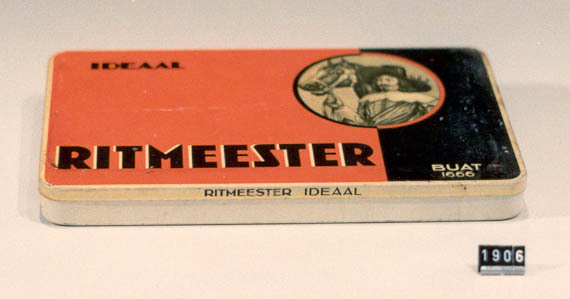 IDEAAL
RITMEESTER
BUAT
1666
RITMEESTER IDEAAL
1906